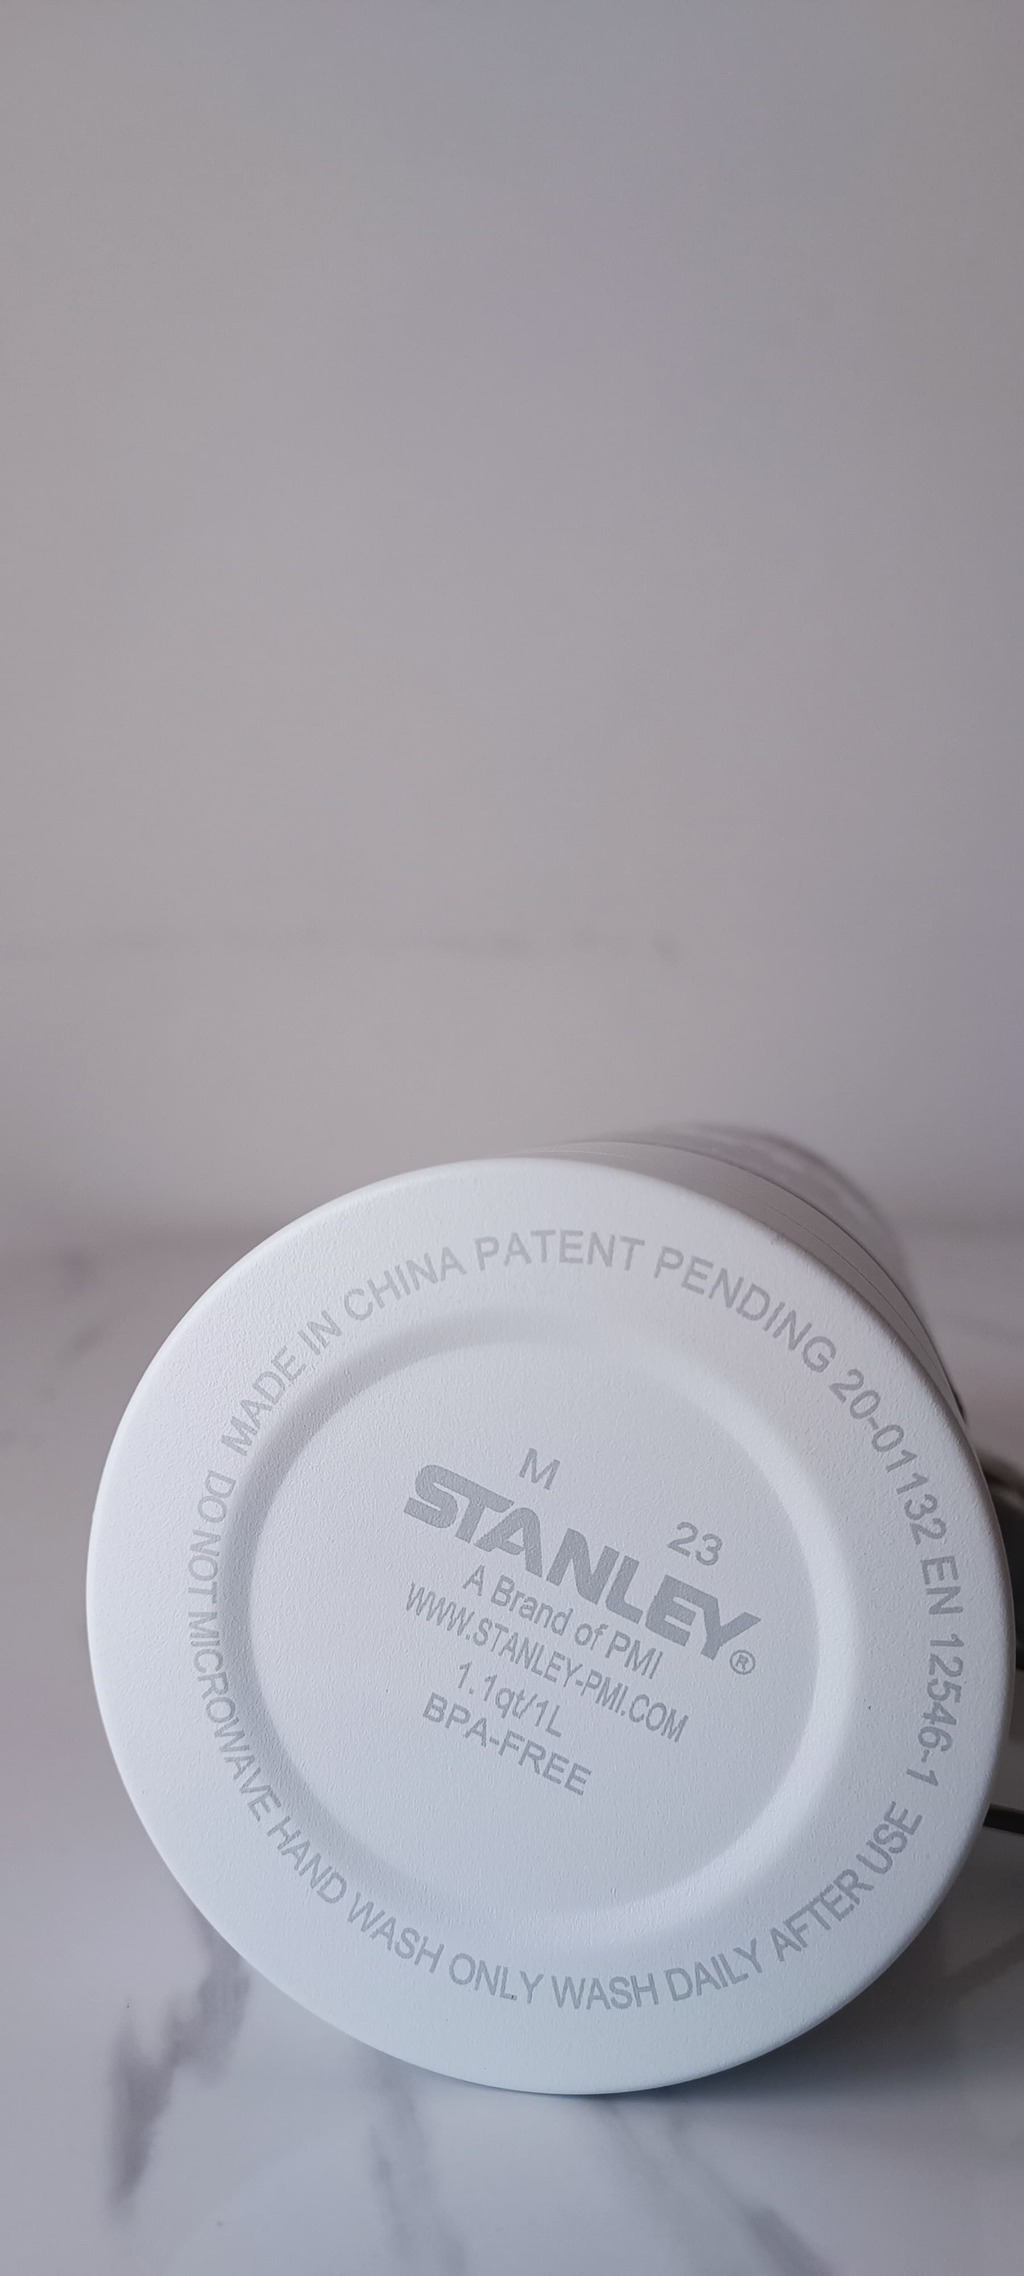 MADE IN CHINA PATENT PENDING 20-01132 EN 12546-1
M
23
STANLEY®
A Brand of PMI
WWW.STANLEY-PMI.COM
1.1qt/1L
BPA-FREE
DO NOT MICROWAVE HAND WASH ONLY WASH DAILY AFTER USE